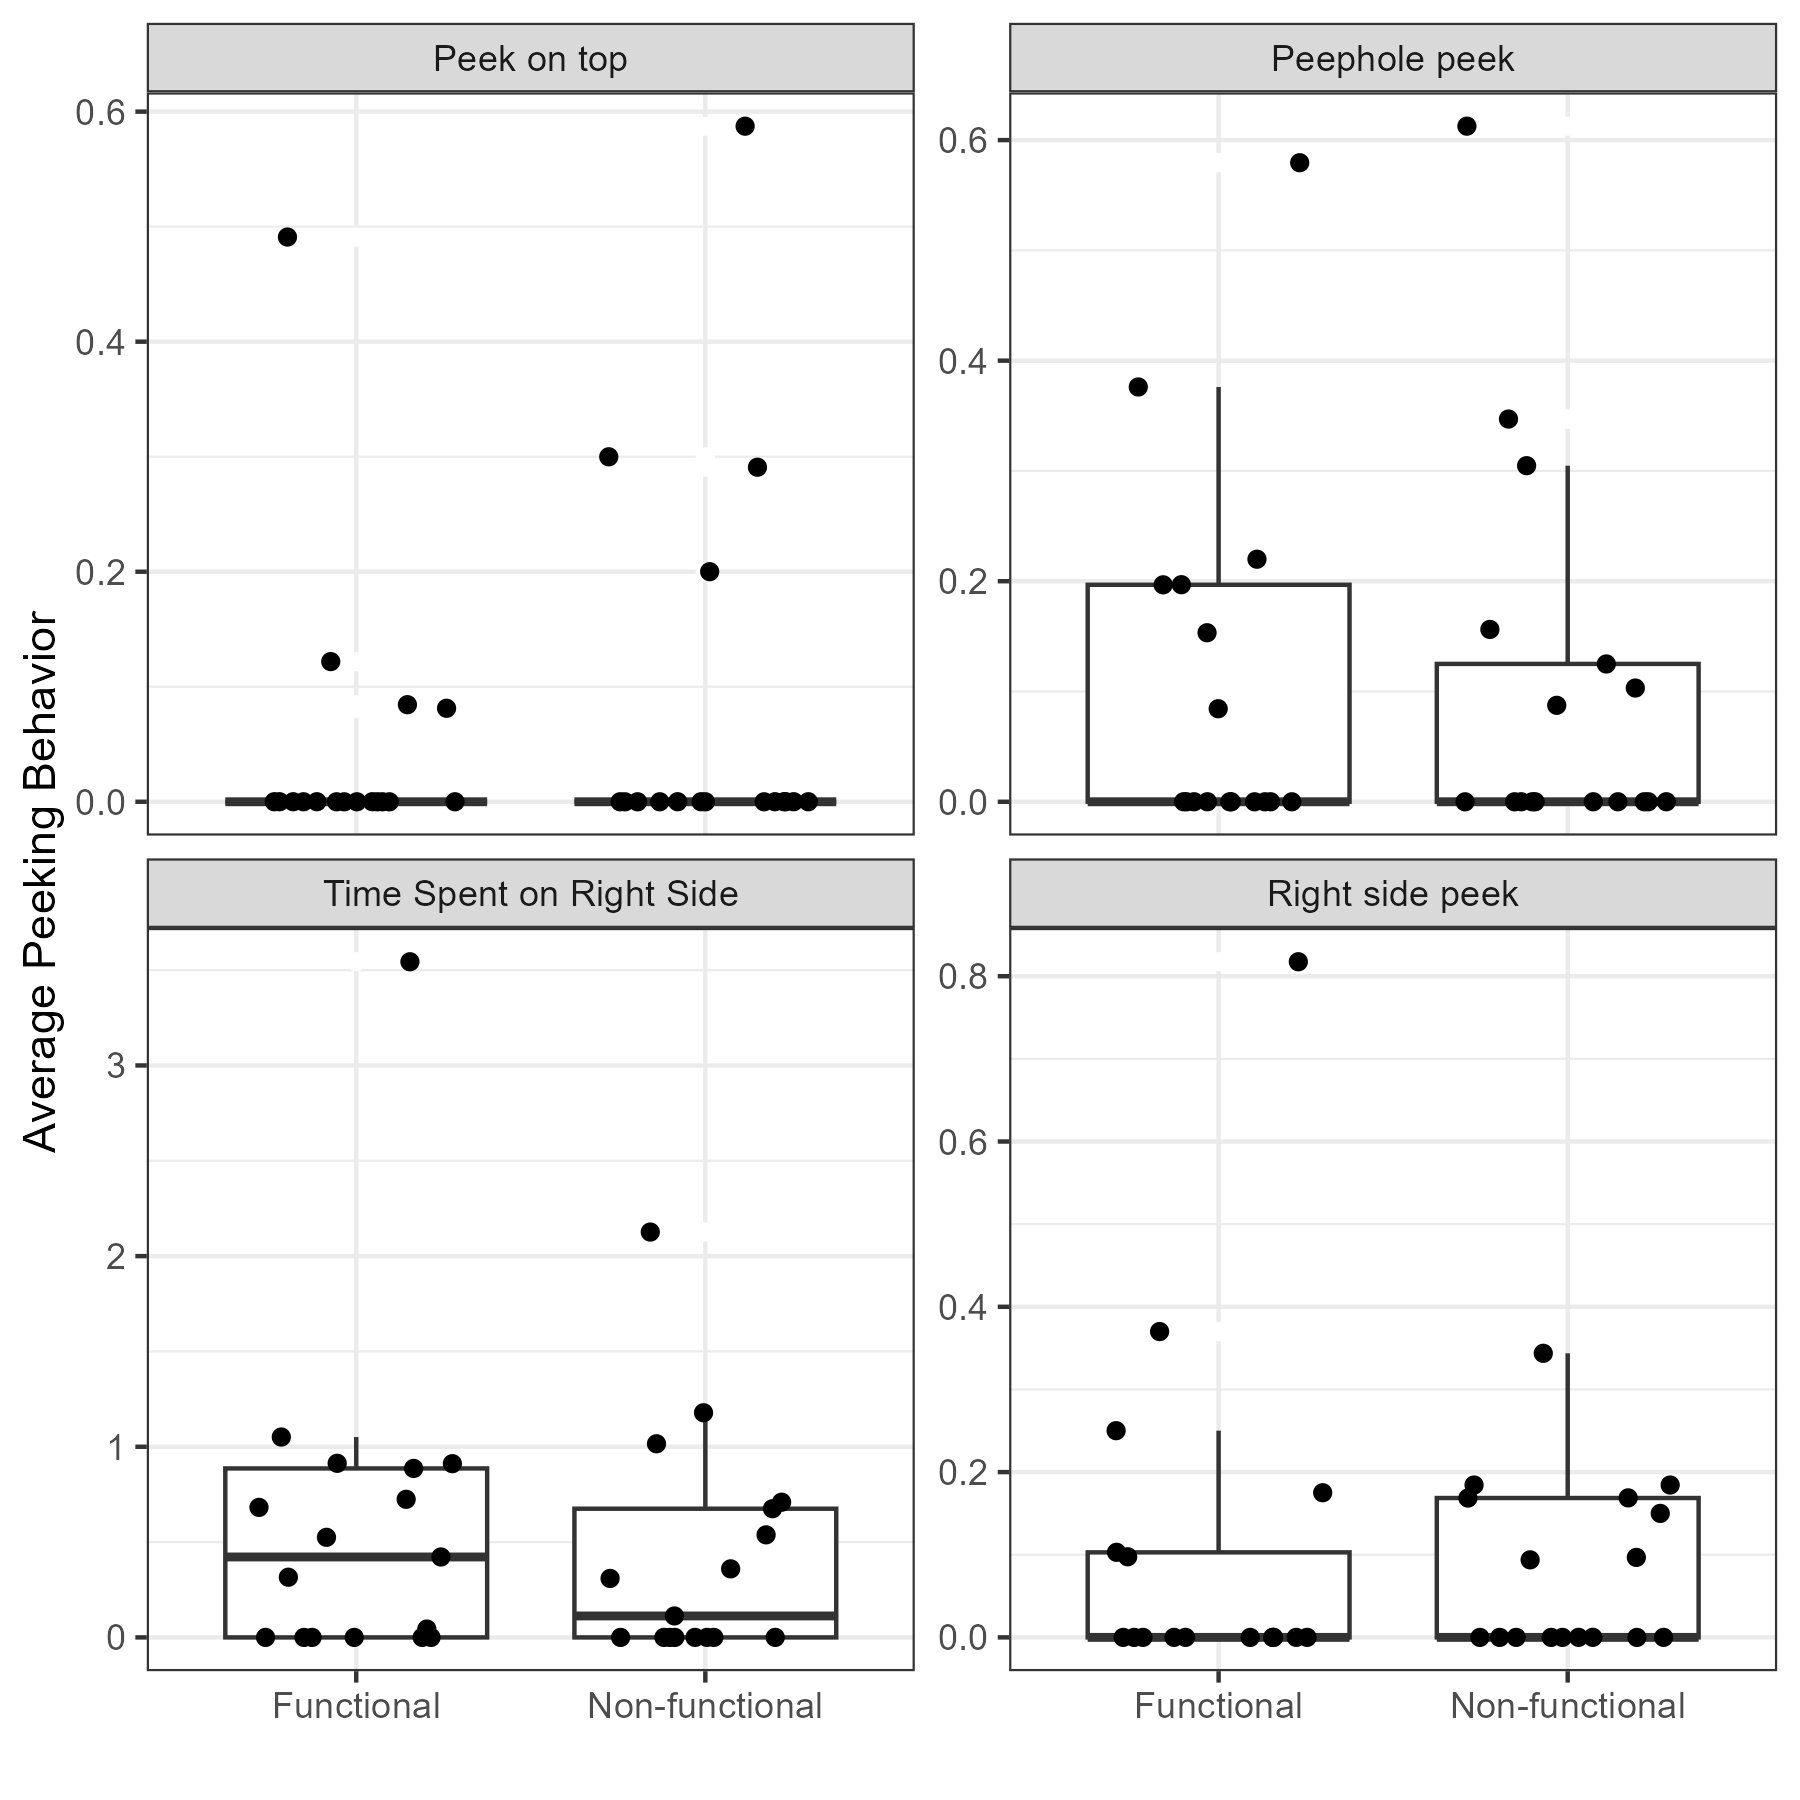 Peek on top
Peephole peek
0.6
0.4
0.2
0.0
0.6
0.4
0.2
0.0
Average Peeking Behavior
Time Spent on Right Side
Right side peek
3
2
1
0
0.8
0.6
0.4
0.2
0.0
Functional
Non-functional
Functional
Non-functional